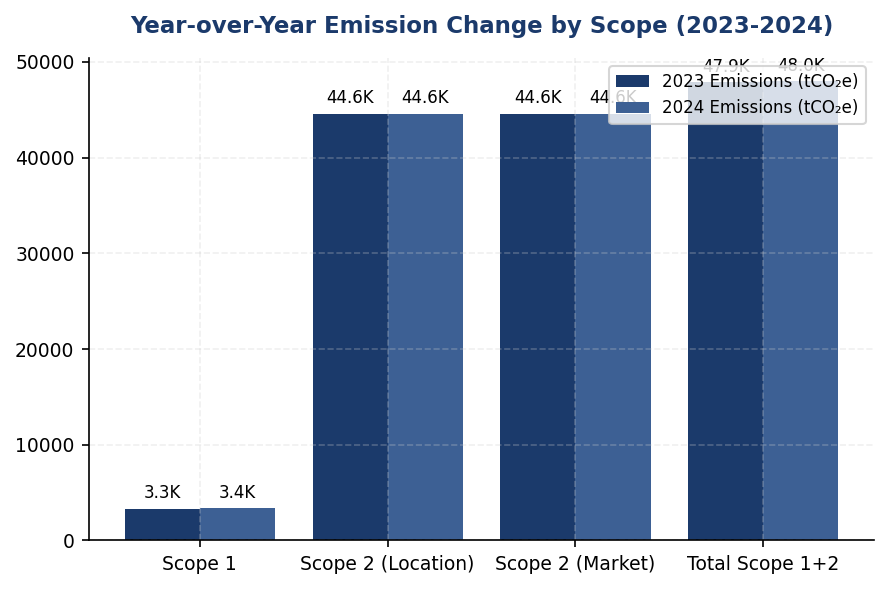 Year-over-Year Emission Change by Scope (2023-2024)
50000
40000
30000
20000
10000
0
47.9K 48.0K
2023 Emissions (tCO₂e)
2024 Emissions (tCO₂e)
44.6K 44.6K 44.6K 44.6K
3.3K 3.4K
Scope 1 Scope 2 (Location) Scope 2 (Market) Total Scope 1+2